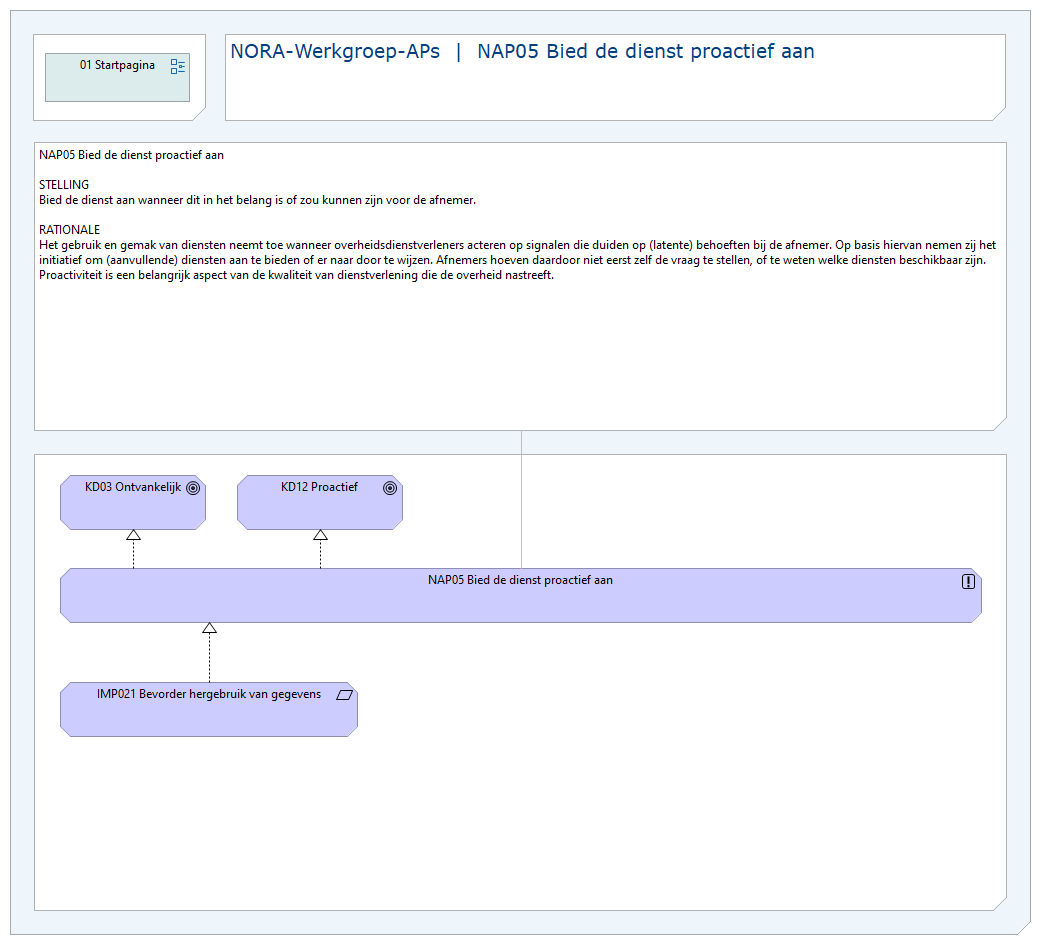 01 Startpagina
NORA-Werkgroep-APs | NAP05 Bied de dienst proactief aan
NAP05 Bied de dienst proactief aan
STELLING
Bied de dienst aan wanneer dit in het belang is of zou kunnen zijn voor de afnemer.
RATIONALE
Het gebruik en gemak van diensten neemt toe wanneer overheidsdienstverleners acteren op signalen die duiden op (latente) behoeften bij de afnemer. Op basis hiervan nemen zij het
initiatief om (aanvullende) diensten aan te bieden of er naar door te wijzen. Afnemers hoeven daardoor niet eerst zelf de vraag te stellen, of te weten welke diensten beschikbaar zijn.
Proactiviteit is een belangrijk aspect van de kwaliteit van dienstverlening die de overheid nastreeft.
KD03 Ontvankelijk
KD12 Proactief
NAP05 Bied de dienst proactief aan
IMP021 Bevorder hergebruik van gegevens